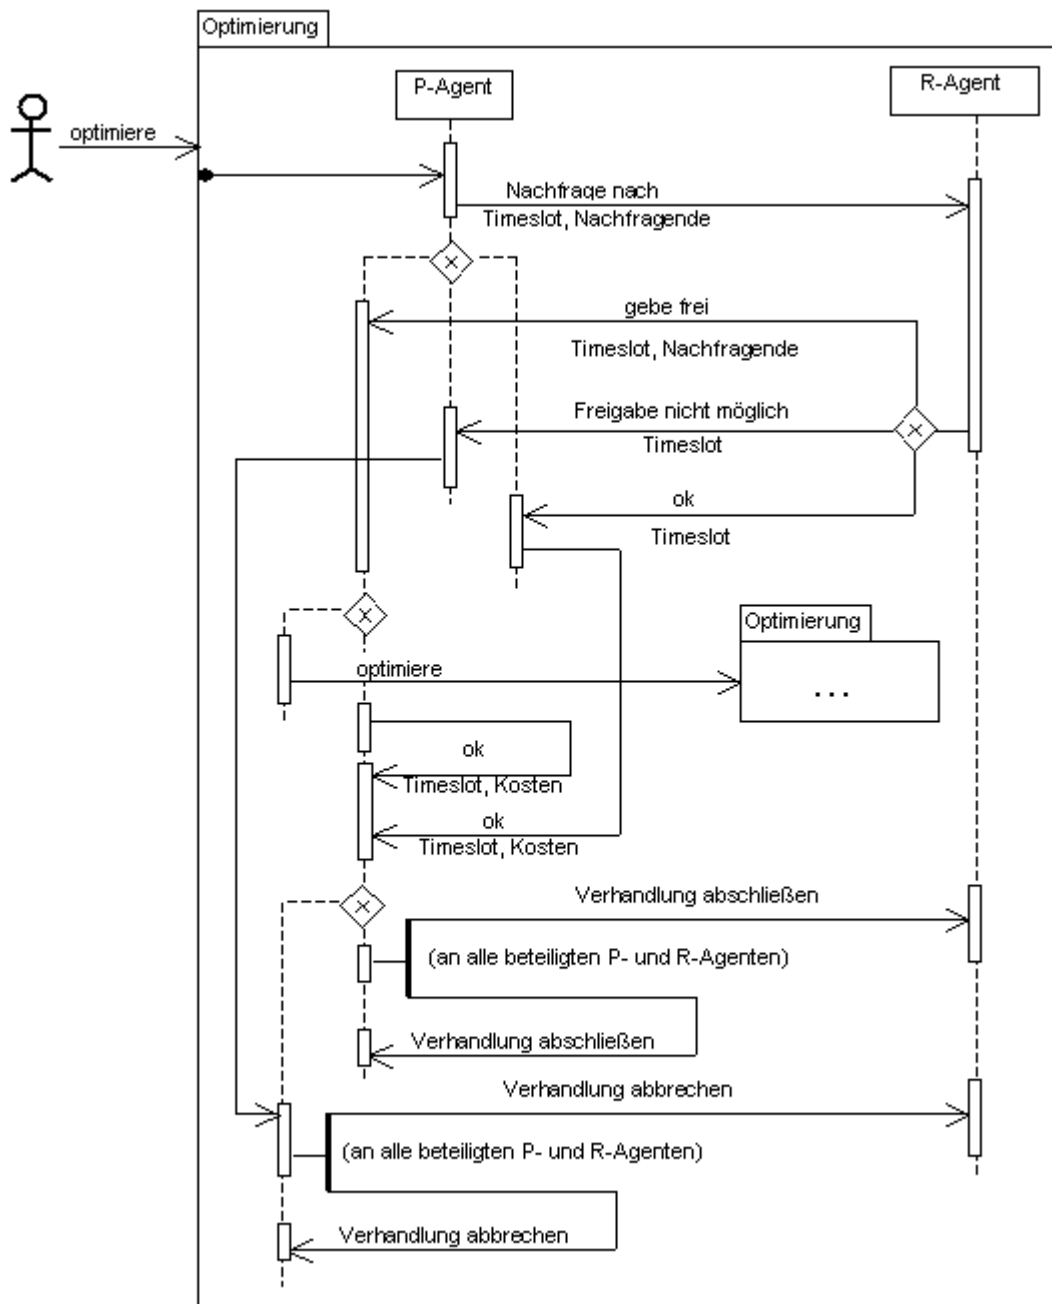 Optimierung
P-Agent
R-Agent
optimiere
Nachfrage nach
Timeslot, Nachfragende
gebe frei
Timeslot, Nachfragende
Freigabe nicht möglich
Timeslot
ok
Timeslot
Optimierung
optimiere
...
ok
Timeslot, Kosten
ok
Timeslot, Kosten
Verhandlung abschließen
(an alle beteiligten P- und R-Agenten)
Verhandlung abschließen
Verhandlung abbrechen
(an alle beteiligten P- und R-Agenten)
Verhandlung abbrechen